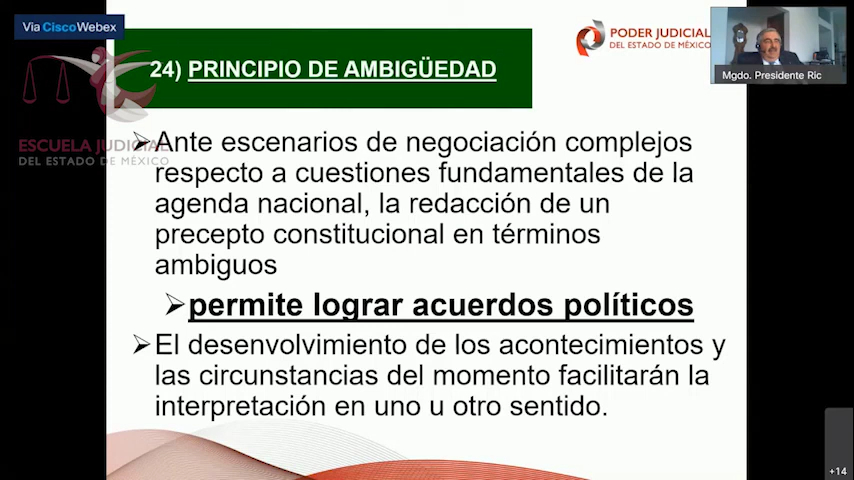 Vía CiscoWebex
24) PRINCIPIO DE AMBIGÜEDAD
PODER JUDICIAL
DEL ESTADO DE MÉXICO
Mgdo. Presidente Ric
ESCUELA JUDICIAL
DEL ESTADO DE MÉXICO
Ante escenarios de negociación complejos
respecto a cuestiones fundamentales de la
agenda nacional, la redacción de un
precepto constitucional en términos
ambiguos
permite lograr acuerdos políticos
El desenvolvimiento de los acontecimientos y
las circunstancias del momento facilitarán la
interpretación en uno u otro sentido.
+14